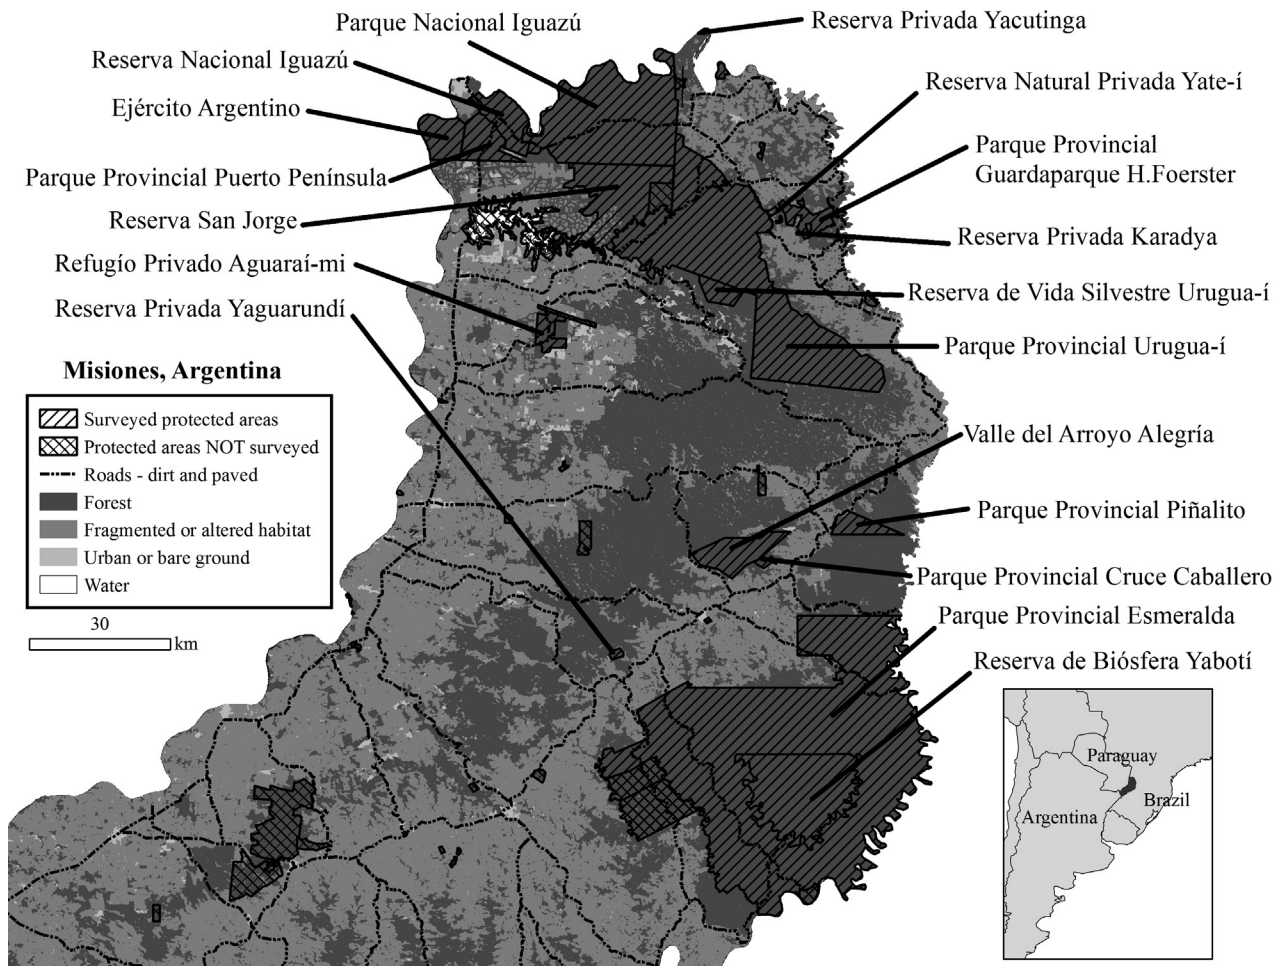 Parque Nacional Iguazú
Reserva Privada Yacutinga
Reserva Nacional Iguazú
Reserva Natural Privada Yate-í
Ejército Argentino
Parque Provincial
Guardaparque H.Foerster
Parque Provincial Puerto Península
Reserva San Jorge
Reserva Privada Karadya
Refugío Privado Aguaraí-mi
Reserva de Vida Silvestre Urugua-í
Reserva Privada Yaguarundí
Parque Provincial Urugua-í
Misiones, Argentina
Surveyed protected areas
Protected areas NOT surveyed
Roads - dirt and paved
Forest
Fragmented or altered habitat
Urban or bare ground
Water
30
km
Valle del Arroyo Alegría
Parque Provincial Piñalito
Parque Provincial Cruce Caballero
Parque Provincial Esmeralda
Reserva de Biósfera Yabotí
Paraguay
Brazil
Argentina